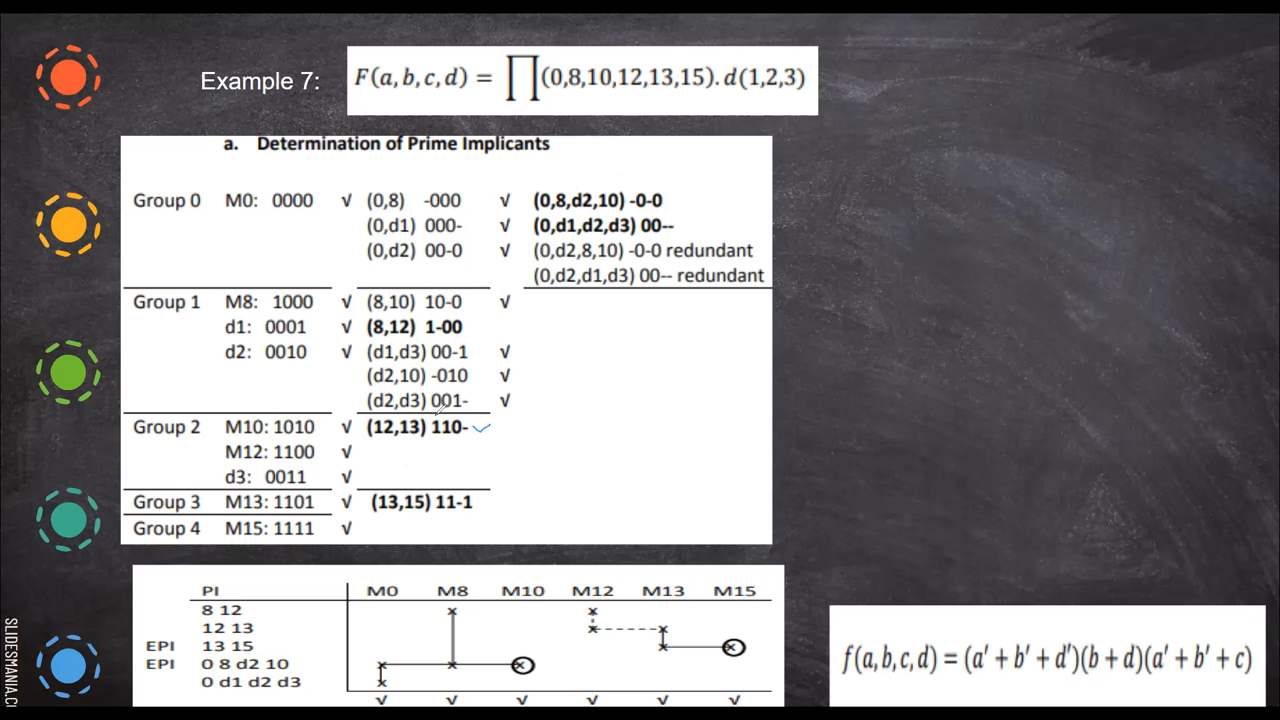 Example 7:
F(a, b, c, d) = ∏(0,8,10,12,13,15). d(1,2,3)
a. Determination of Prime Implicants
Group 0 M0: 0000 √ (0,8) -000 √ (0,8,d2,10) -0-0
(0,d1) 000- √ (0,d1,d2,d3) 00--
(0,d2) 00-0 √ (0,d2,8,10) -0-0 redundant
(0,d2,d1,d3) 00-- redundant
Group 1 M8: 1000 √ (8,10) 10-0 √
d1: 0001 √ (8,12) 1-00
d2: 0010 √ (d1,d3) 00-1 √
(d2,10) -010 √
(d2,d3) 001- √
Group 2 M10: 1010 √ (12,13) 110-
M12: 1100 √
d3: 0011 √
Group 3 M13: 1101 √ (13,15) 11-1
Group 4 M15: 1111 √
PI M0 M8 M10 M12 M13 M15
8 12 x x
12 13 x x
EPI 13 15 x x
EPI 0 8 d2 10 x x x
0 d1 d2 d3 x
√ √ √ √ √ √
f(a, b, c, d) = (a′ + b′ + d′)(b + d)(a′ + b′ + c)
SLIDESMANIA.C